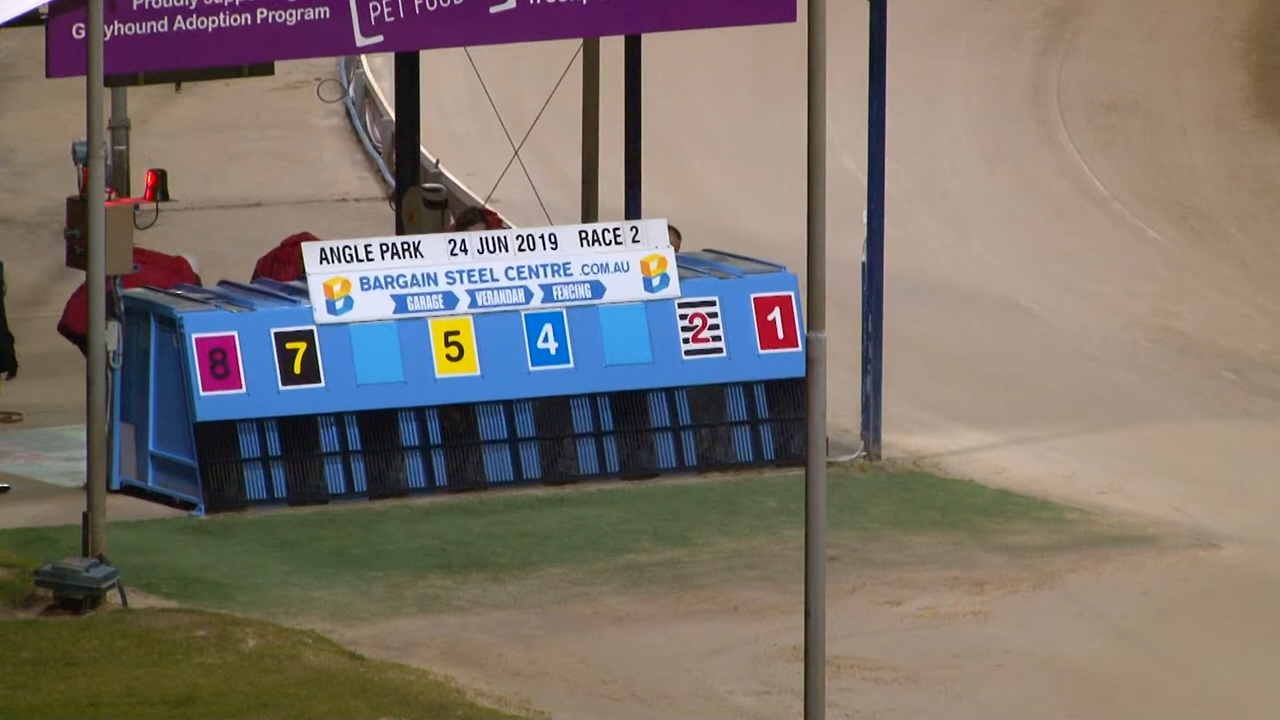 Greyhound Adoption Program
PET FOOD
ANGLE PARK 24 JUN 2019 RACE 2
BARGAIN STEEL CENTRE .COM.AU
GARAGE VERANDAH FENCING
8 7 5 4 2 1